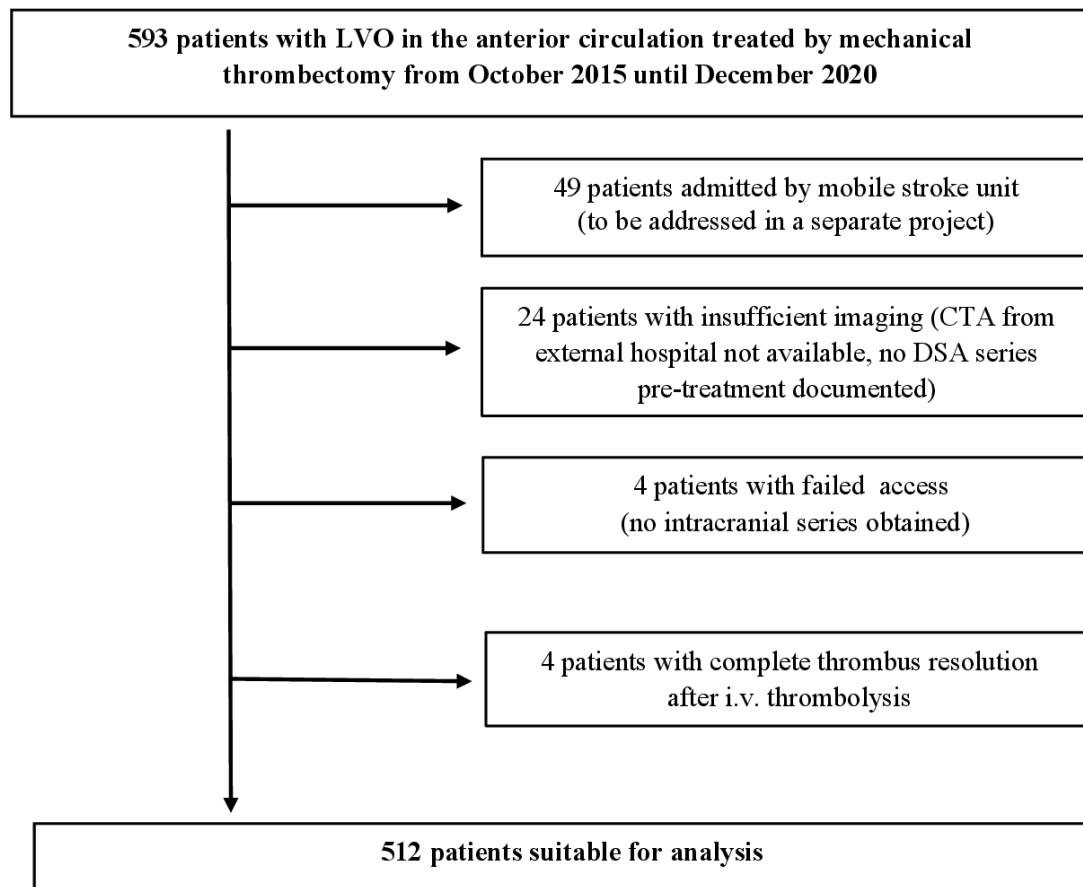 593 patients with LVO in the anterior circulation treated by mechanical
thrombectomy from October 2015 until December 2020
49 patients admitted by mobile stroke unit
(to be addressed in a separate project)
24 patients with insufficient imaging (CTA from
external hospital not available, no DSA series
pre-treatment documented)
4 patients with failed  access
(no intracranial series obtained)
4 patients with complete thrombus resolution
after i.v. thrombolysis
512 patients suitable for analysis